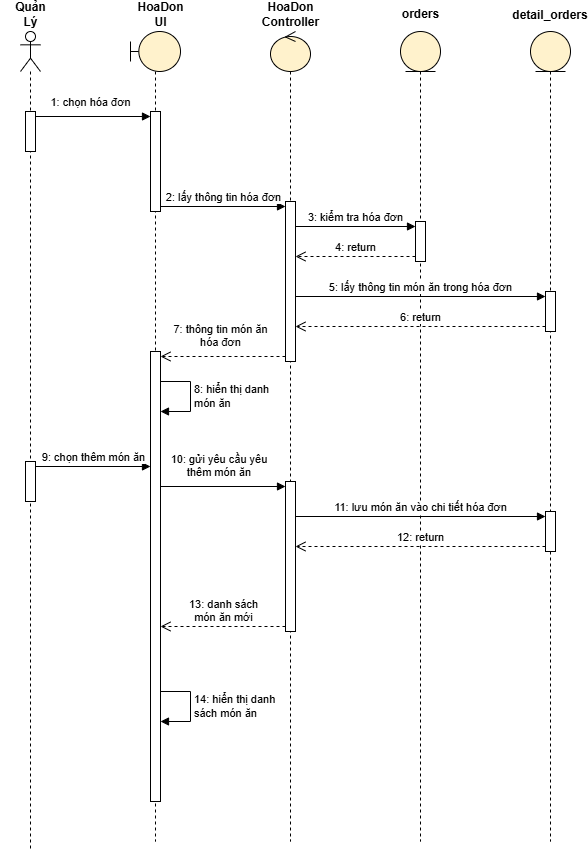 Quản
Lý
HoaDon
UI
HoaDon
Controller
orders
detail_orders
1: chọn hóa đơn
2: lấy thông tin hóa đơn
3: kiểm tra hóa đơn
4: return
5: lấy thông tin món ăn trong hóa đơn
6: return
7: thông tin món ăn
hóa đơn
8: hiển thị danh
món ăn
9: chọn thêm món ăn
10: gửi yêu cầu yêu
thêm món ăn
11: lưu món ăn vào chi tiết hóa đơn
12: return
13: danh sách
món ăn mới
14: hiển thị danh
sách món ăn